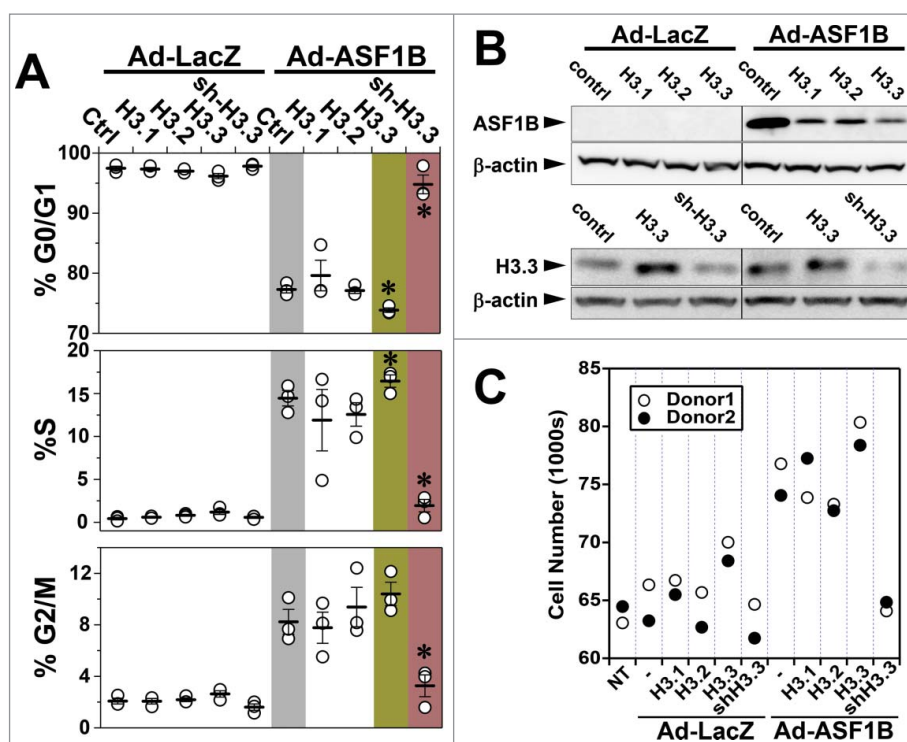 A
Ad-LacZ Ad-ASF1B
Ctrl H3.1 H3.2 H3.3 sh-H3.3 Ctrl H3.1 H3.2 H3.3 sh-H3.3
100
90
80
70
% G0/G1
*
*
20
15
10
5
0
%S
*
*
12
8
4
0
% G2/M
*
B
Ad-LacZ Ad-ASF1B
contrl H3.1 H3.2 H3.3 contrl H3.1 H3.2 H3.3
ASF1B
β-actin
contrl H3.3 sh-H3.3 contrl H3.3 sh-H3.3
H3.3
β-actin
C
85
80
75
70
65
60
Cell Number (1000s)
Donor1
Donor2
NT - H3.1 H3.2 H3.3 shH3.3 - H3.1 H3.2 H3.3 shH3.3
Ad-LacZ Ad-ASF1B